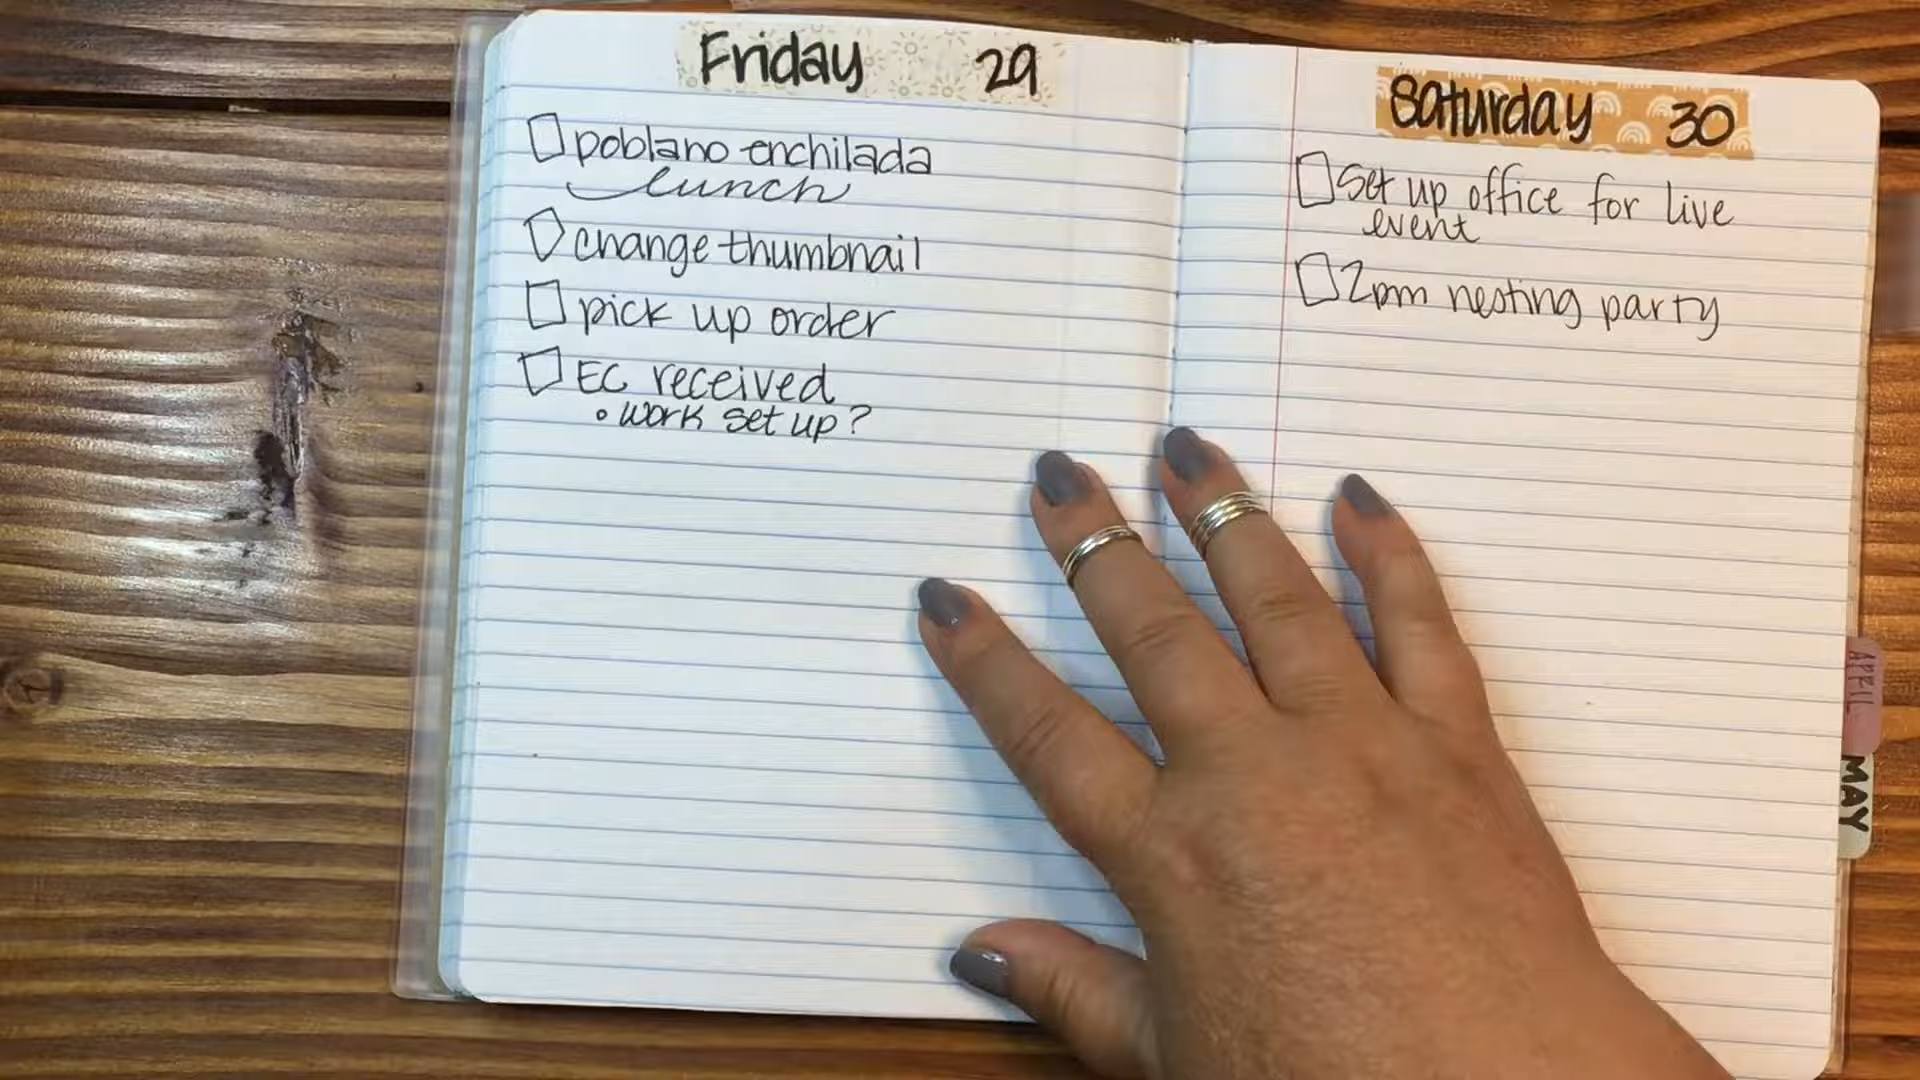 Friday 29
poblano enchilada
lunch
change thumbnail
pick up order
EC received
• work set up?
Saturday 30
Set up office for live
event
2pm nesting party
APRIL
MAY